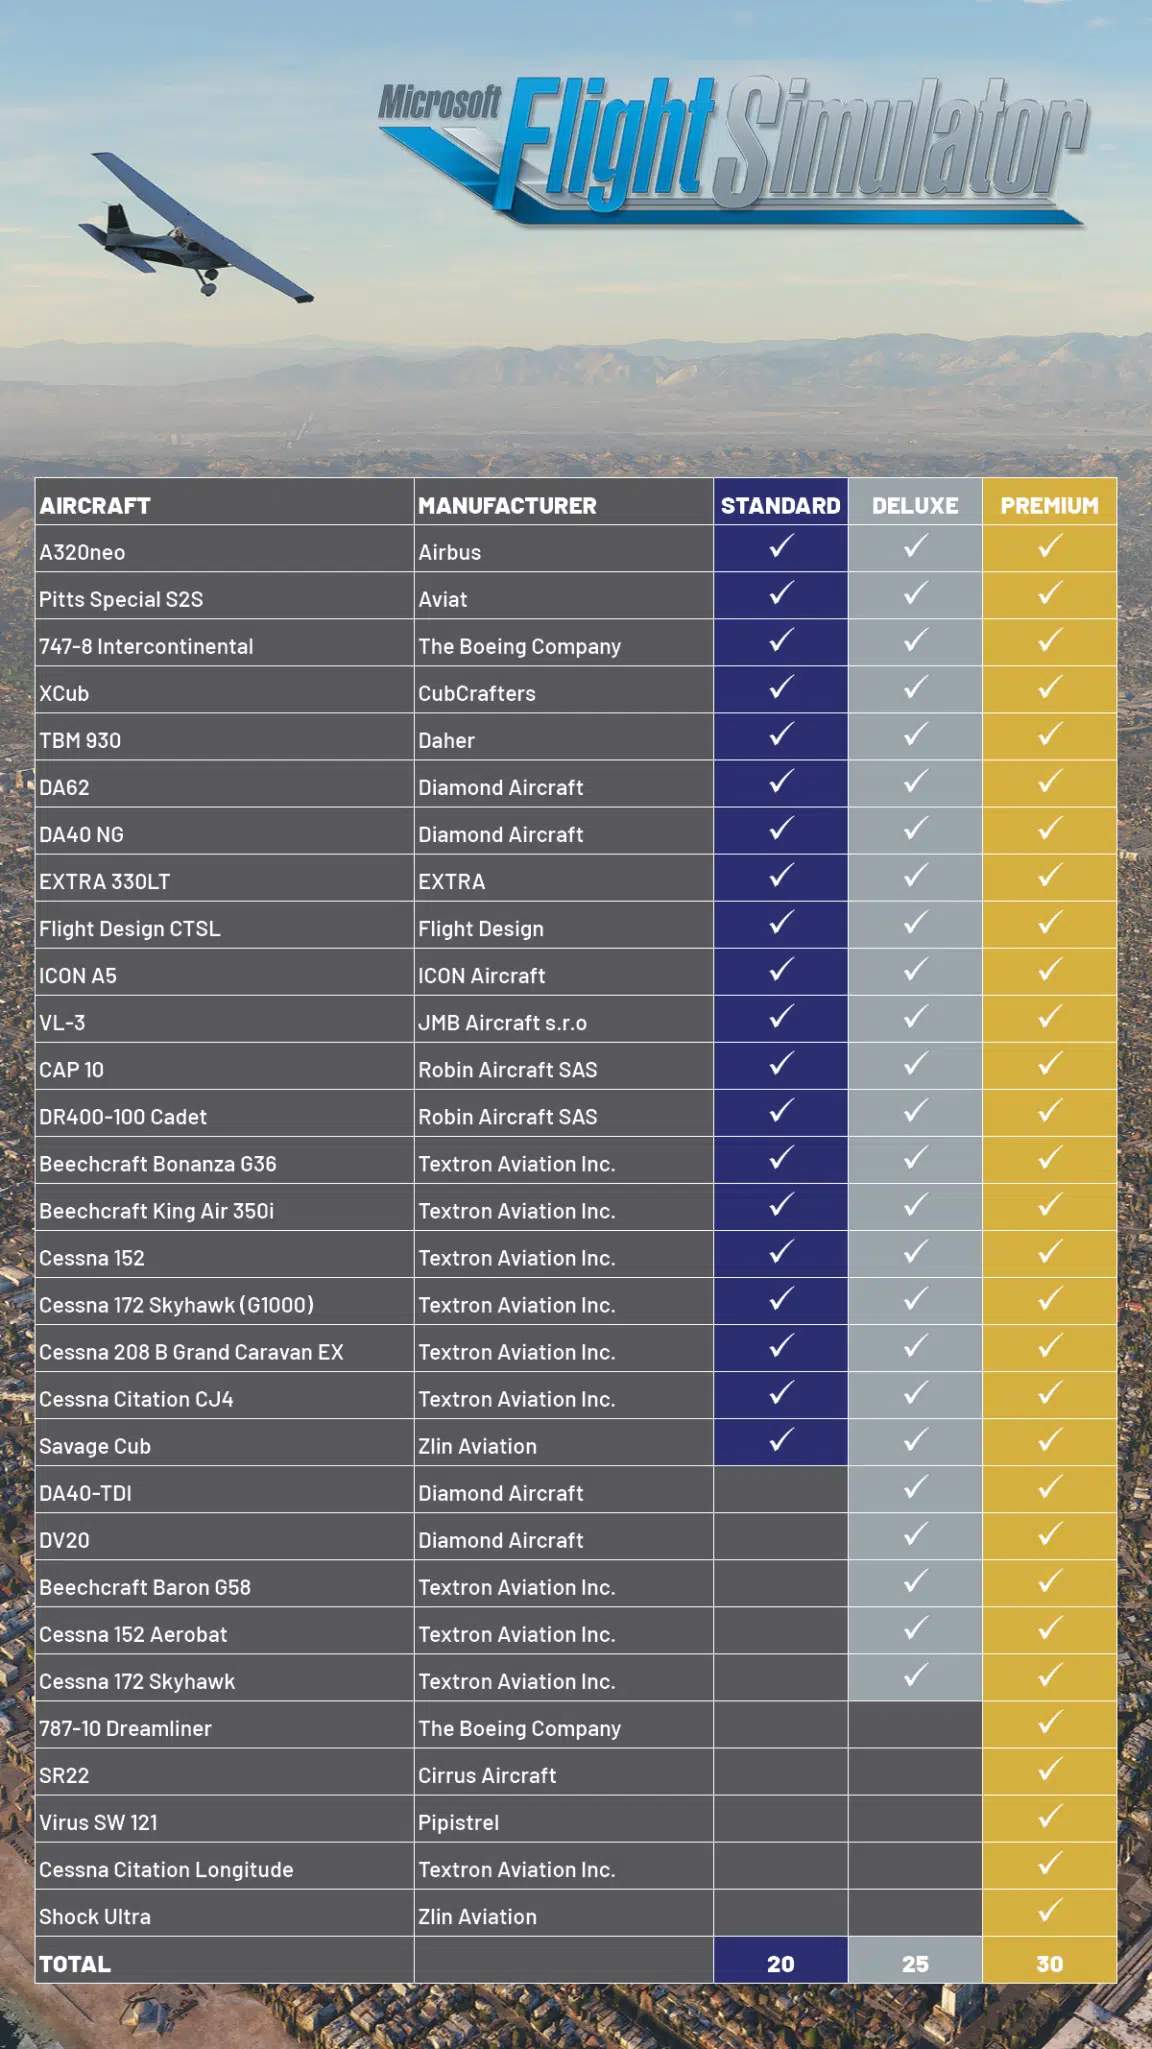 Microsoft Flight Simulator
AIRCRAFT MANUFACTURER STANDARD DELUXE PREMIUM
A320neo Airbus ✓ ✓ ✓
Pitts Special S2S Aviat ✓ ✓ ✓
747-8 Intercontinental The Boeing Company ✓ ✓ ✓
XCub CubCrafters ✓ ✓ ✓
TBM 930 Daher ✓ ✓ ✓
DA62 Diamond Aircraft ✓ ✓ ✓
DA40 NG Diamond Aircraft ✓ ✓ ✓
EXTRA 330LT EXTRA ✓ ✓ ✓
Flight Design CTSL Flight Design ✓ ✓ ✓
ICON A5 ICON Aircraft ✓ ✓ ✓
VL-3 JMB Aircraft s.r.o ✓ ✓ ✓
CAP 10 Robin Aircraft SAS ✓ ✓ ✓
DR400-100 Cadet Robin Aircraft SAS ✓ ✓ ✓
Beechcraft Bonanza G36 Textron Aviation Inc. ✓ ✓ ✓
Beechcraft King Air 350i Textron Aviation Inc. ✓ ✓ ✓
Cessna 152 Textron Aviation Inc. ✓ ✓ ✓
Cessna 172 Skyhawk (G1000) Textron Aviation Inc. ✓ ✓ ✓
Cessna 208 B Grand Caravan EX Textron Aviation Inc. ✓ ✓ ✓
Cessna Citation CJ4 Textron Aviation Inc. ✓ ✓ ✓
Savage Cub Zlin Aviation ✓ ✓ ✓
DA40-TDI Diamond Aircraft ✓ ✓
DV20 Diamond Aircraft ✓ ✓
Beechcraft Baron G58 Textron Aviation Inc. ✓ ✓
Cessna 152 Aerobat Textron Aviation Inc. ✓ ✓
Cessna 172 Skyhawk Textron Aviation Inc. ✓ ✓
787-10 Dreamliner The Boeing Company ✓
SR22 Cirrus Aircraft ✓
Virus SW 121 Pipistrel ✓
Cessna Citation Longitude Textron Aviation Inc. ✓
Shock Ultra Zlin Aviation ✓
TOTAL 20 25 30